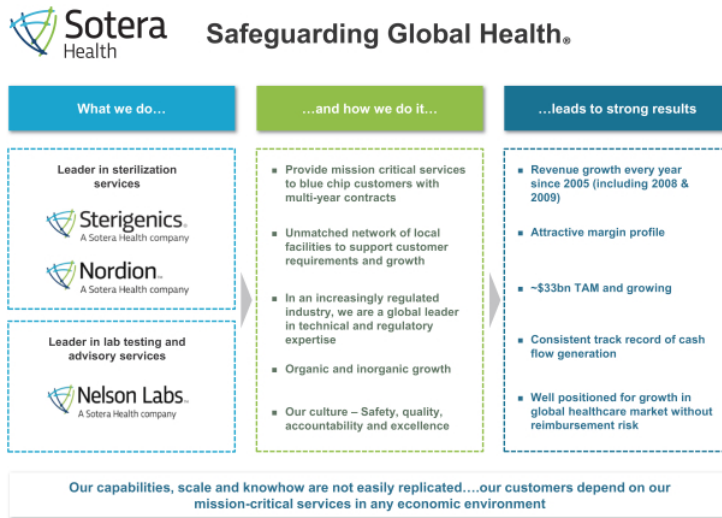 Sotera
Health
Safeguarding Global Health®
What we do…
Leader in sterilization
services
Sterigenics®
A Sotera Health company
Nordion™
A Sotera Health company
Leader in lab testing and
advisory services
Nelson Labs™
A Sotera Health company
…and how we do it…
▪ Provide mission critical services
to blue chip customers with
multi-year contracts
▪ Unmatched network of local
facilities to support customer
requirements and growth
▪ In an increasingly regulated
industry, we are a global leader
in technical and regulatory
expertise
▪ Organic and inorganic growth
▪ Our culture – Safety, quality,
accountability and excellence
…leads to strong results
▪ Revenue growth every year
since 2005 (including 2008 &
2009)
▪ Attractive margin profile
▪ ~$33bn TAM and growing
▪ Consistent track record of cash
flow generation
▪ Well positioned for growth in
global healthcare market without
reimbursement risk
Our capabilities, scale and knowhow are not easily replicated….our customers depend on our
mission-critical services in any economic environment